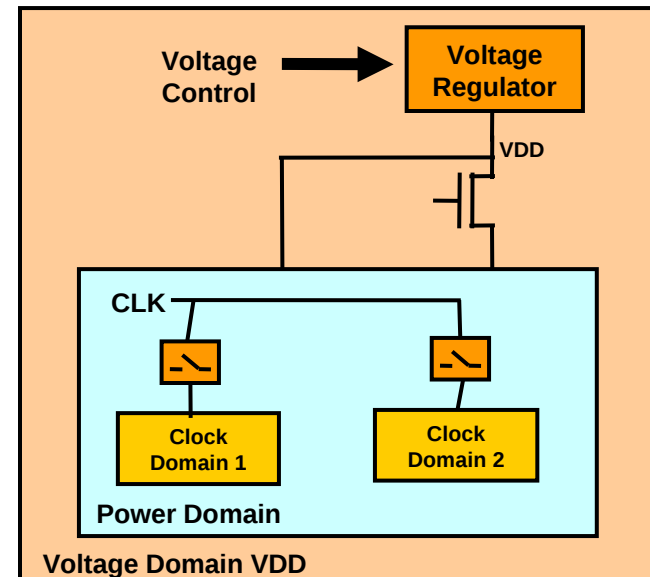 Voltage
Control
Voltage
Regulator
VDD
CLK
Clock
Domain 1
Clock
Domain 2
Power Domain
Voltage Domain VDD